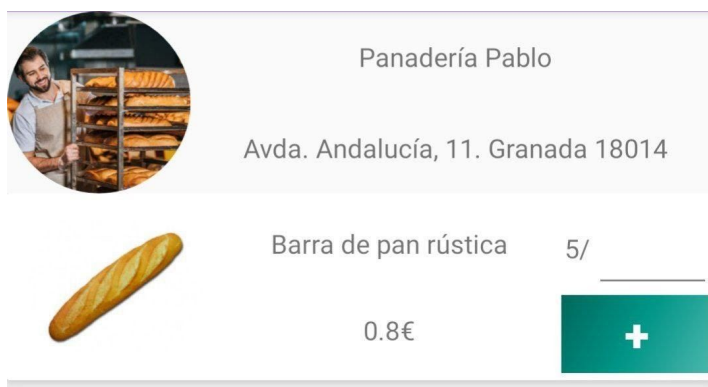 Panadería Pablo
Avda. Andalucía, 11. Granada 18014
Barra de pan rústica
5/
0.8€
+